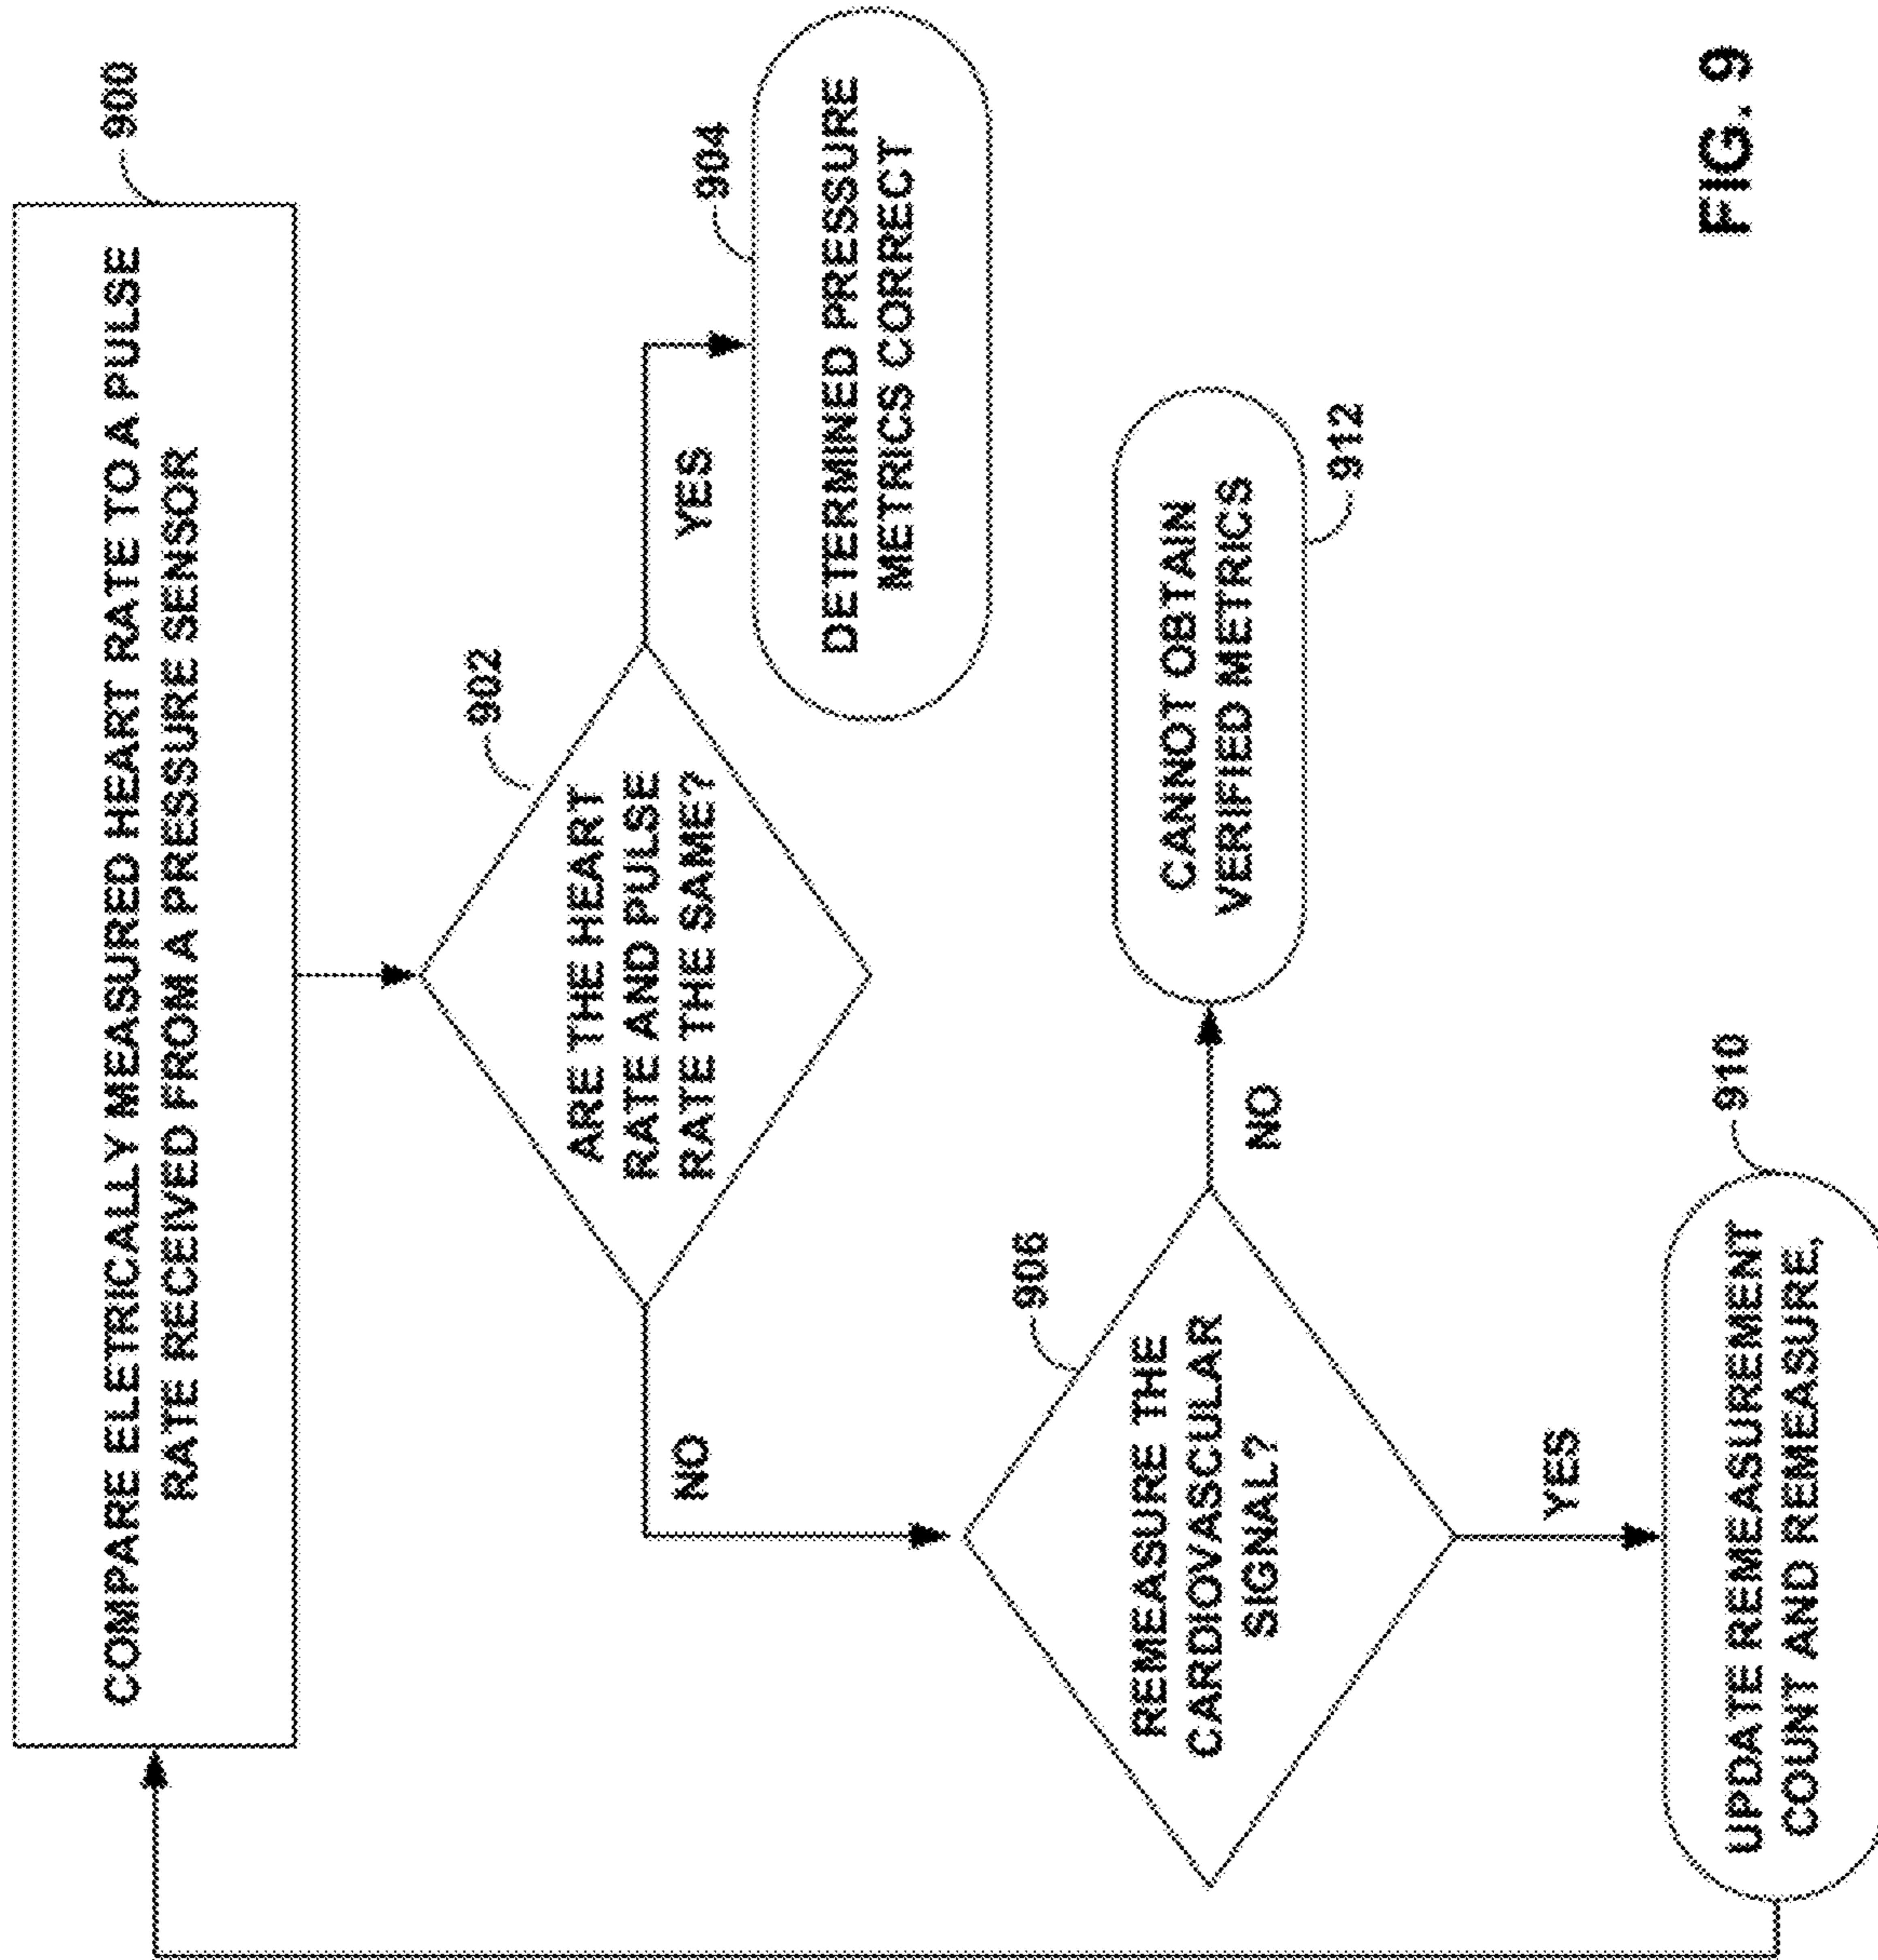 COMPARE ELETRICALLY MEASURED HEART RATE TO A PULSE
RATE RECEIVED FROM A PRESSURE SENSOR
900
ARE THE HEART
RATE AND PULSE
RATE THE SAME?
902
YES
DETERMINED PRESSURE
METRICS CORRECT
904
NO
REMEASURE THE
CARDIOVASCULAR
SIGNAL?
906
NO
CANNOT OBTAIN
VERIFIED METRICS
912
YES
UPDATE REMEASUREMENT
COUNT AND REMEASURE,
910
FIG. 9